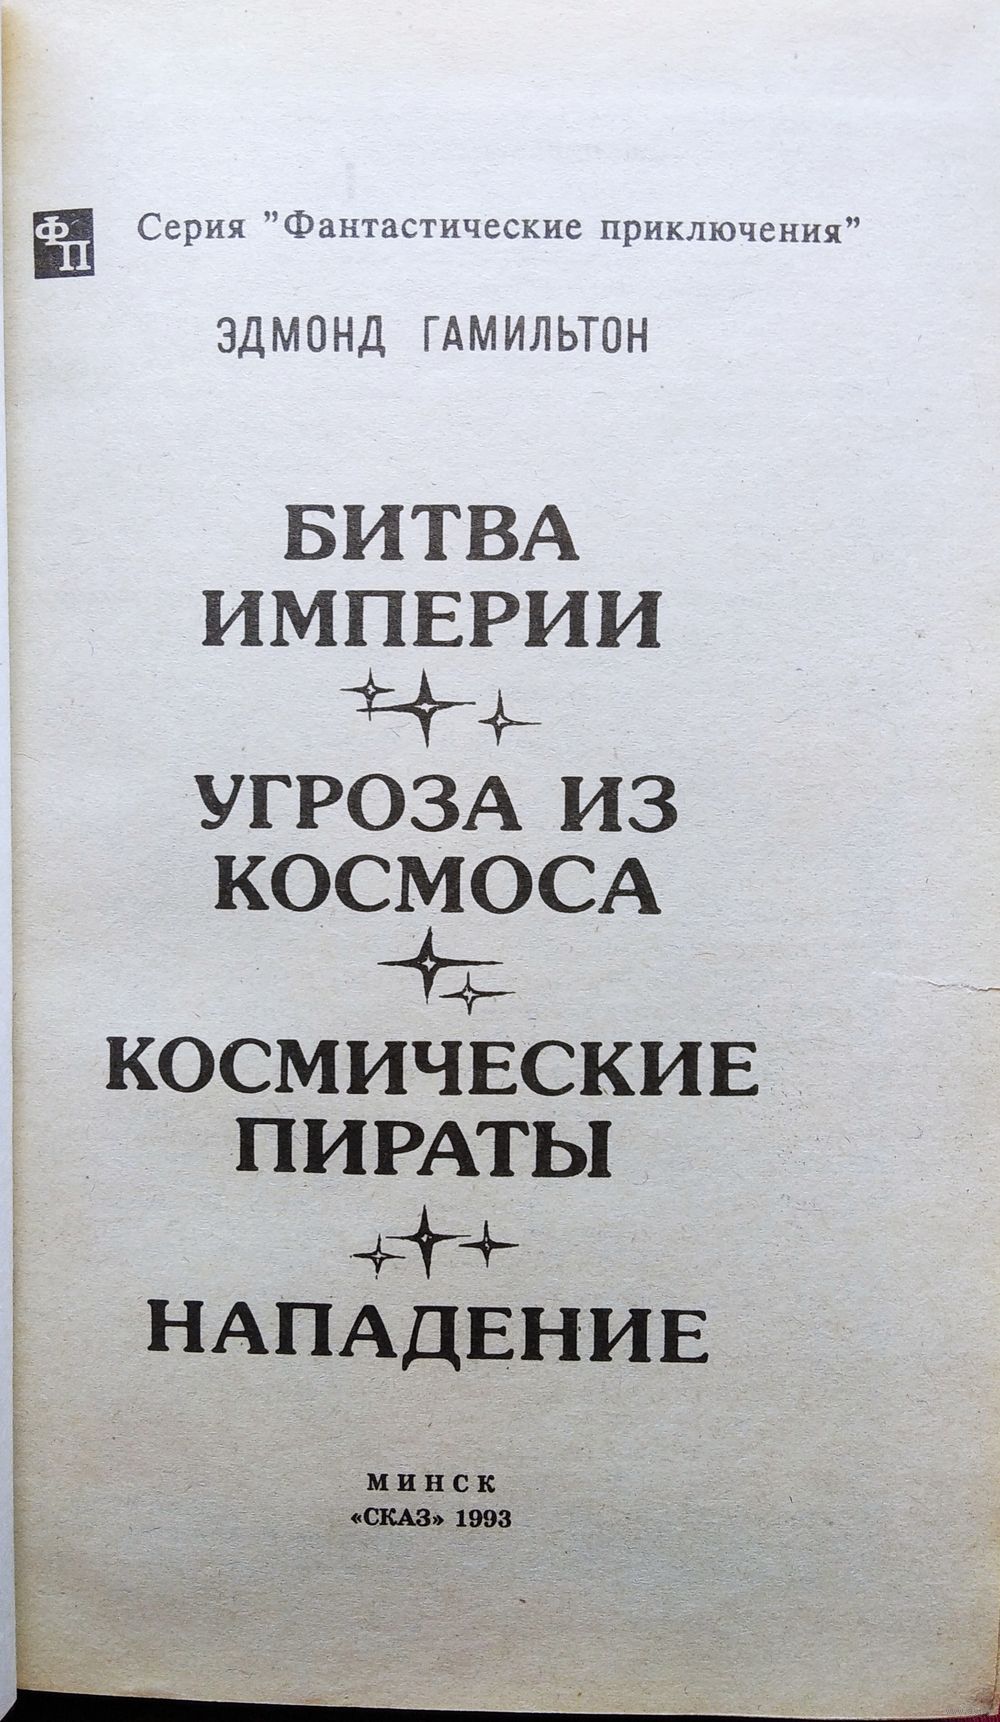 ФП
Серия "Фантастические приключения"
ЭДМОНД ГАМИЛЬТОН
БИТВА
ИМПЕРИИ
УГРОЗА ИЗ
КОСМОСА
КОСМИЧЕСКИЕ
ПИРАТЫ
НАПАДЕНИЕ
МИНСК
«СКАЗ» 1993